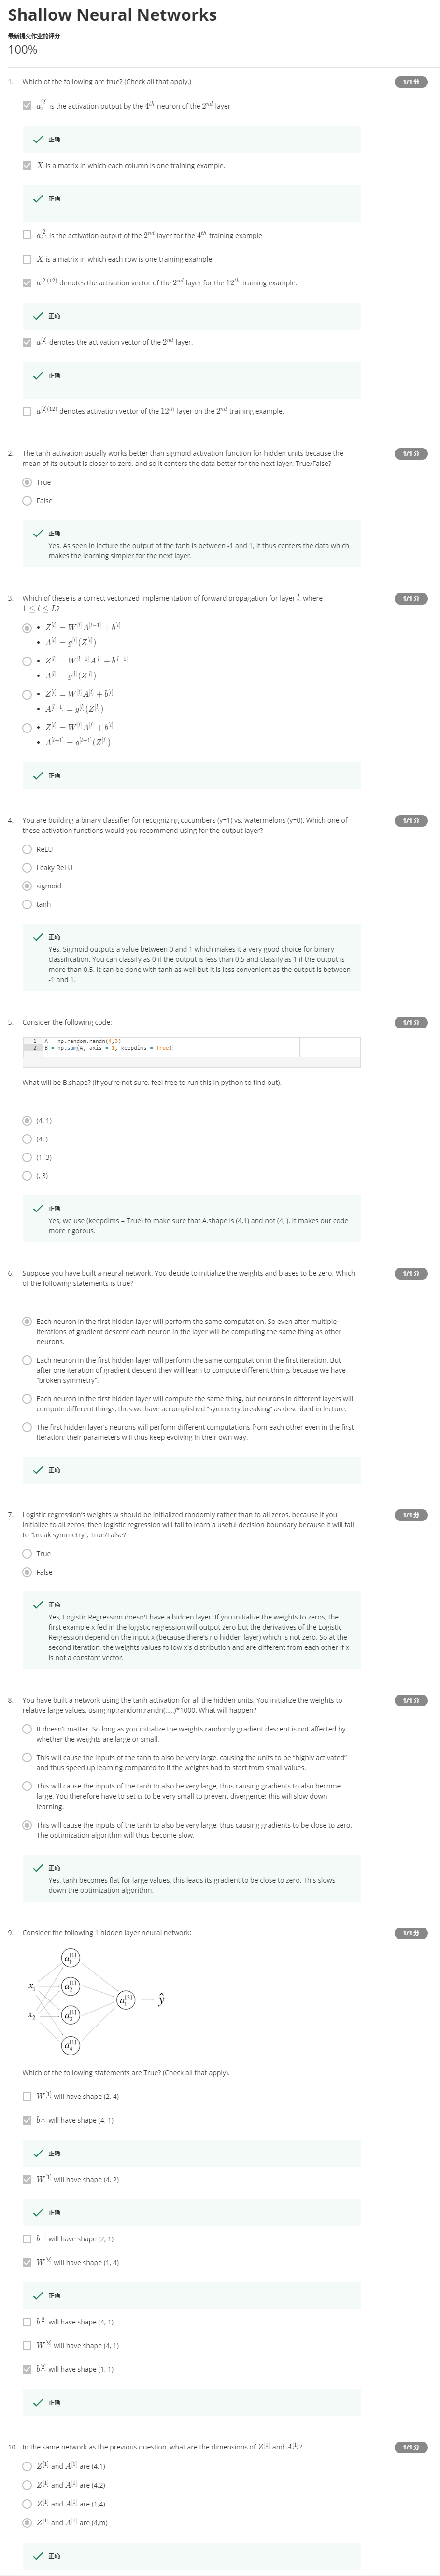 Shallow Neural Networks
最新提交作业的评分
100%
1. Which of the following are true? (Check all that apply.) 1/1 分
a_4^{[2]} is the activation output by the 4^{th} neuron of the 2^{nd} layer
正确
X is a matrix in which each column is one training example.
正确
a_4^{[2]} is the activation output of the 2^{nd} layer for the 4^{th} training example
X is a matrix in which each row is one training example.
a^{[2](12)} denotes the activation vector of the 2^{nd} layer for the 12^{th} training example.
正确
a^{[2]} denotes the activation vector of the 2^{nd} layer.
正确
a^{[2](12)} denotes activation vector of the 12^{th} layer on the 2^{nd} training example.
2. The tanh activation usually works better than sigmoid activation function for hidden units because the 1/1 分
mean of its output is closer to zero, and so it centers the data better for the next layer. True/False?
True
False
正确
Yes. As seen in lecture the output of the tanh is between -1 and 1, it thus centers the data which
makes the learning simpler for the next layer.
3. Which of these is a correct vectorized implementation of forward propagation for layer l, where 1/1 分
1 ≤ l ≤ L?
• Z^{[l]} = W^{[l]} A^{[l-1]} + b^{[l]}
• A^{[l]} = g^{[l]}(Z^{[l]})
• Z^{[l]} = W^{[l-1]} A^{[l]} + b^{[l-1]}
• A^{[l]} = g^{[l]}(Z^{[l]})
• Z^{[l]} = W^{[l]} A^{[l]} + b^{[l]}
• A^{[l+1]} = g^{[l]}(Z^{[l]})
• Z^{[l]} = W^{[l]} A^{[l]} + b^{[l]}
• A^{[l+1]} = g^{[l+1]}(Z^{[l]})
正确
4. You are building a binary classifier for recognizing cucumbers (y=1) vs. watermelons (y=0). Which one of 1/1 分
these activation functions would you recommend using for the output layer?
ReLU
Leaky ReLU
sigmoid
tanh
正确
Yes. Sigmoid outputs a value between 0 and 1 which makes it a very good choice for binary
classification. You can classify as 0 if the output is less than 0.5 and classify as 1 if the output is
more than 0.5. It can be done with tanh as well but it is less convenient as the output is between
-1 and 1.
5. Consider the following code: 1/1 分
1 A = np.random.randn(4,3)
2 B = np.sum(A, axis = 1, keepdims = True)
What will be B.shape? (If you're not sure, feel free to run this in python to find out).
(4, 1)
(4, )
(1, 3)
(, 3)
正确
Yes, we use (keepdims = True) to make sure that A.shape is (4,1) and not (4, ). It makes our code
more rigorous.
6. Suppose you have built a neural network. You decide to initialize the weights and biases to be zero. Which 1/1 分
of the following statements is true?
Each neuron in the first hidden layer will perform the same computation. So even after multiple
iterations of gradient descent each neuron in the layer will be computing the same thing as other
neurons.
Each neuron in the first hidden layer will perform the same computation in the first iteration. But
after one iteration of gradient descent they will learn to compute different things because we have
"broken symmetry".
Each neuron in the first hidden layer will compute the same thing, but neurons in different layers will
compute different things, thus we have accomplished "symmetry breaking" as described in lecture.
The first hidden layer's neurons will perform different computations from each other even in the first
iteration; their parameters will thus keep evolving in their own way.
正确
7. Logistic regression's weights w should be initialized randomly rather than to all zeros, because if you 1/1 分
initialize to all zeros, then logistic regression will fail to learn a useful decision boundary because it will fail
to "break symmetry", True/False?
True
False
正确
Yes, Logistic Regression doesn't have a hidden layer. If you initialize the weights to zeros, the
first example x fed in the logistic regression will output zero but the derivatives of the Logistic
Regression depend on the input x (because there's no hidden layer) which is not zero. So at the
second iteration, the weights values follow x's distribution and are different from each other if x
is not a constant vector.
8. You have built a network using the tanh activation for all the hidden units. You initialize the weights to 1/1 分
relative large values, using np.random.randn(..,..)*1000. What will happen?
It doesn't matter. So long as you initialize the weights randomly gradient descent is not affected by
whether the weights are large or small.
This will cause the inputs of the tanh to also be very large, causing the units to be "highly activated"
and thus speed up learning compared to if the weights had to start from small values.
This will cause the inputs of the tanh to also be very large, thus causing gradients to also become
large. You therefore have to set α to be very small to prevent divergence; this will slow down
learning.
This will cause the inputs of the tanh to also be very large, thus causing gradients to be close to zero.
The optimization algorithm will thus become slow.
正确
Yes. tanh becomes flat for large values, this leads its gradient to be close to zero. This slows
down the optimization algorithm.
9. Consider the following 1 hidden layer neural network: 1/1 分
a_1^{[1]}
x_1 a_2^{[1]}
a_1^{[2]} ŷ
x_2 a_3^{[1]}
a_4^{[1]}
Which of the following statements are True? (Check all that apply).
W^{[1]} will have shape (2, 4)
b^{[1]} will have shape (4, 1)
正确
W^{[1]} will have shape (4, 2)
正确
b^{[1]} will have shape (2, 1)
W^{[2]} will have shape (1, 4)
正确
b^{[2]} will have shape (4, 1)
W^{[2]} will have shape (4, 1)
b^{[2]} will have shape (1, 1)
正确
10. In the same network as the previous question, what are the dimensions of Z^{[1]} and A^{[1]}? 1/1 分
Z^{[1]} and A^{[1]} are (4,1)
Z^{[1]} and A^{[1]} are (4,2)
Z^{[1]} and A^{[1]} are (1,4)
Z^{[1]} and A^{[1]} are (4,m)
正确